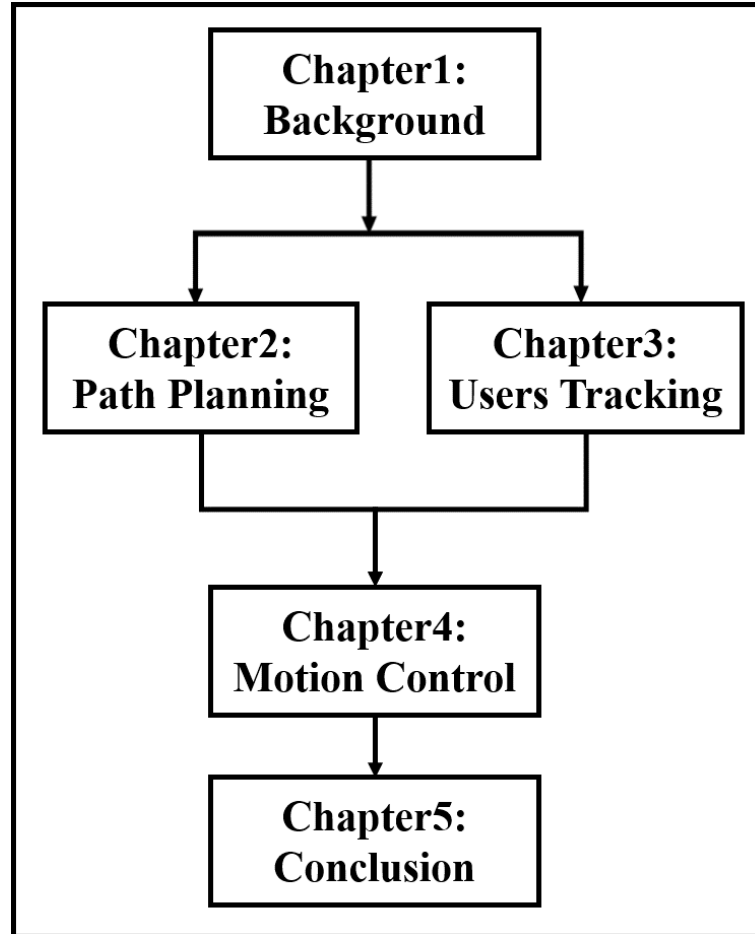 Chapter1:
Background
Chapter2:
Path Planning
Chapter3:
Users Tracking
Chapter4:
Motion Control
Chapter5:
Conclusion